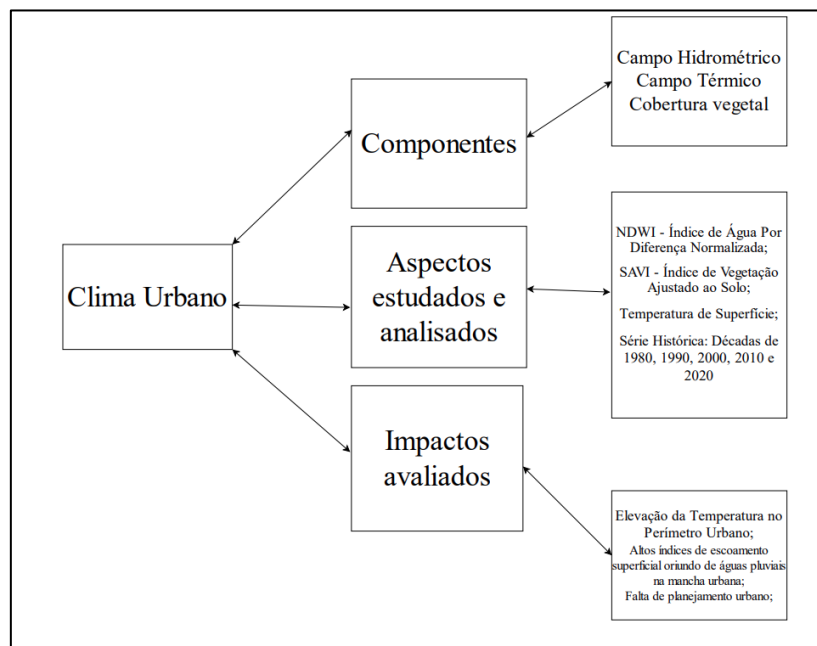 Clima Urbano
Componentes
Campo Hidrométrico
Campo Térmico
Cobertura vegetal
Aspectos
estudados e
analisados
NDWI - Índice de Água Por
Diferença Normalizada;
SAVI - Índice de Vegetação
Ajustado ao Solo;
Temperatura de Superfície;
Série Histórica: Décadas de
1980, 1990, 2000, 2010 e
2020
Impactos
avaliados
Elevação da Temperatura no
Perímetro Urbano;
Altos índices de escoamento
superficial oriundo de águas pluviais
na mancha urbana;
Falta de planejamento urbano;